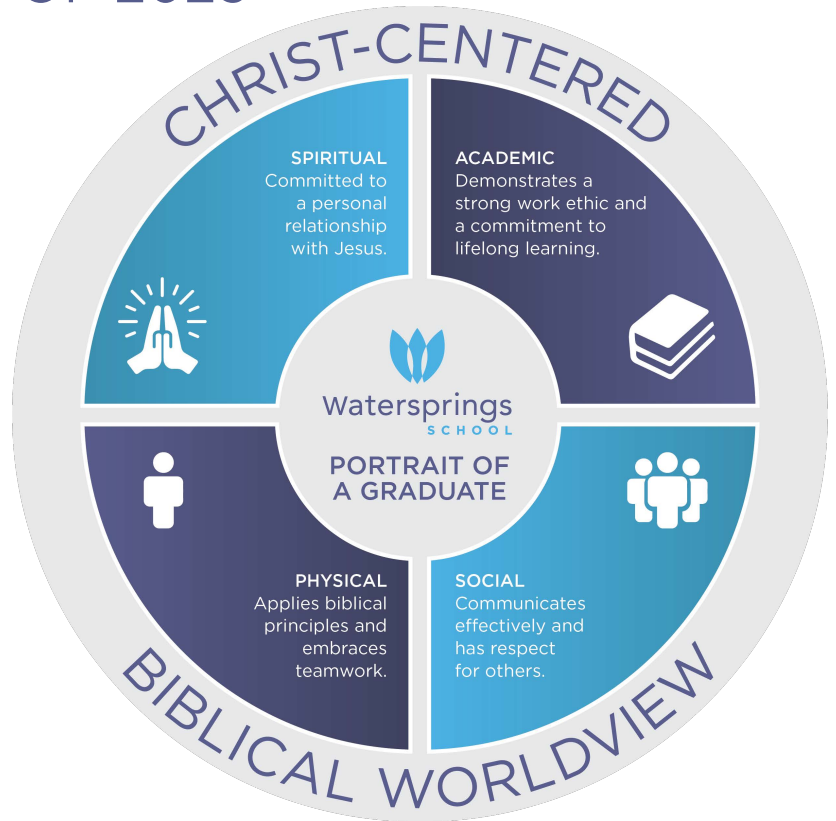 CHRIST-CENTERED
SPIRITUAL
Committed to
a personal
relationship
with Jesus.
ACADEMIC
Demonstrates a
strong work ethic and
a commitment to
lifelong learning.
Watersprings
SCHOOL
PORTRAIT OF
A GRADUATE
PHYSICAL
Applies biblical
principles and
embraces
teamwork.
SOCIAL
Communicates
effectively and
has respect
for others.
BIBLICAL WORLDVIEW